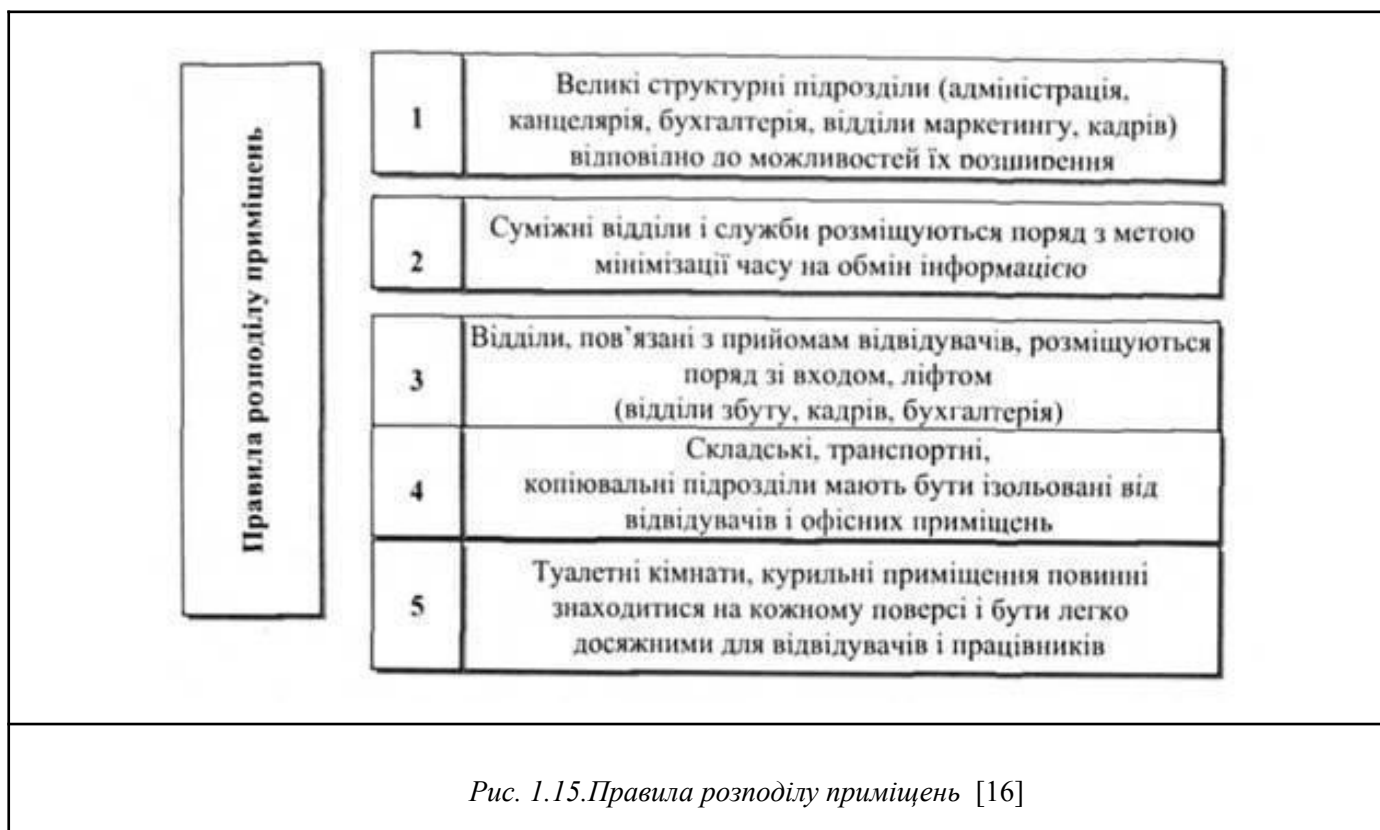 Правила розподілу приміщень
1
Великі структурні підрозділи (адміністрація,
канцелярія, бухгалтерія, відділи маркетингу, кадрів)
відповідно до можливостей їх розширення
2
Суміжні відділи і служби розміщуються поряд з метою
мінімізації часу на обмін інформацією
3
Відділи, пов’язані з прийомам відвідувачів, розміщуються
поряд зі входом, ліфтом
(відділи збуту, кадрів, бухгалтерія)
4
Складські, транспортні,
копіювальні підрозділи мають бути ізольовані від
відвідувачів і офісних приміщень
5
Туалетні кімнати, курильні приміщення повинні
знаходитися на кожному поверсі і бути легко
досяжними для відвідувачів і працівників
Рис. 1.15.Правила розподілу приміщень [16]